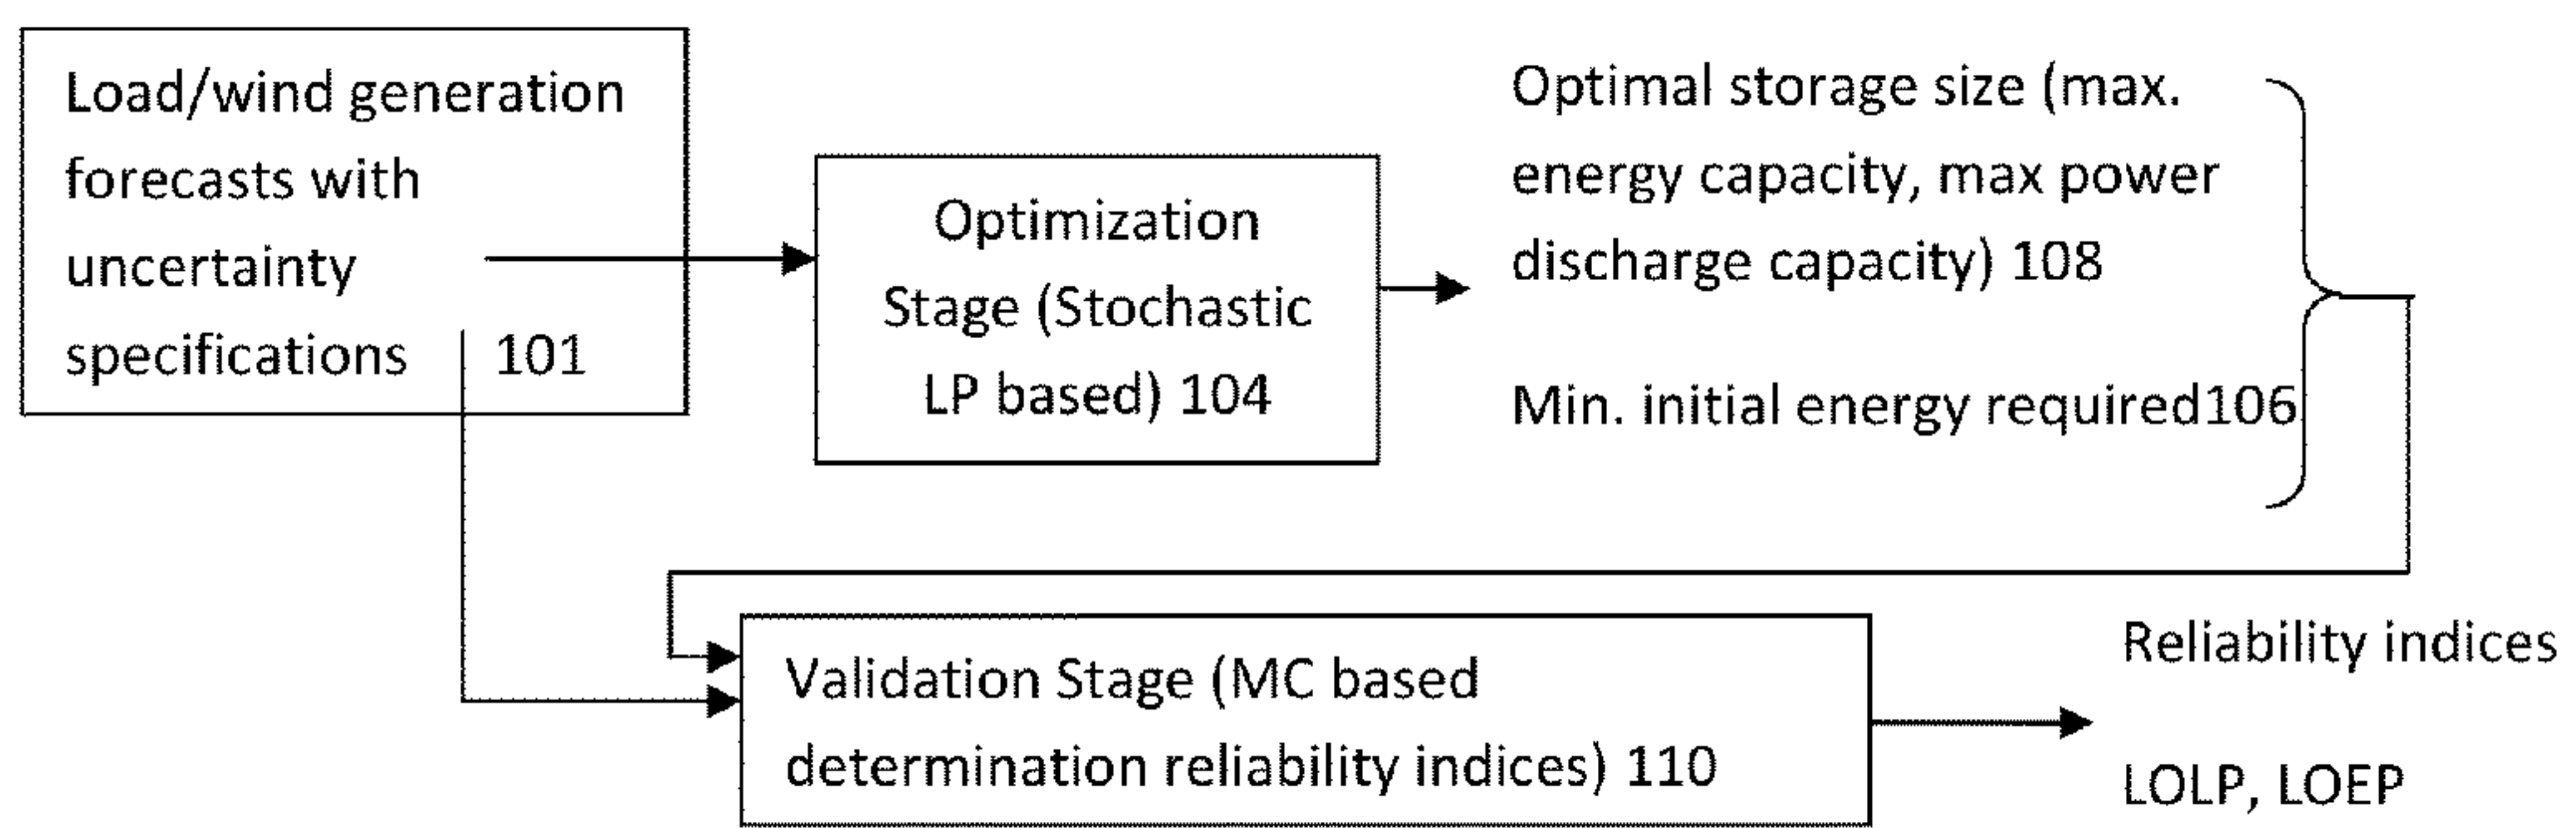 Load/wind generation
forecasts with
uncertainty
specifications 101
Optimization
Stage (Stochastic
LP based) 104
Optimal storage size (max.
energy capacity, max power
discharge capacity) 108
Min. initial energy required106
Validation Stage (MC based
determination reliability indices) 110
Reliability indices
LOLP, LOEP